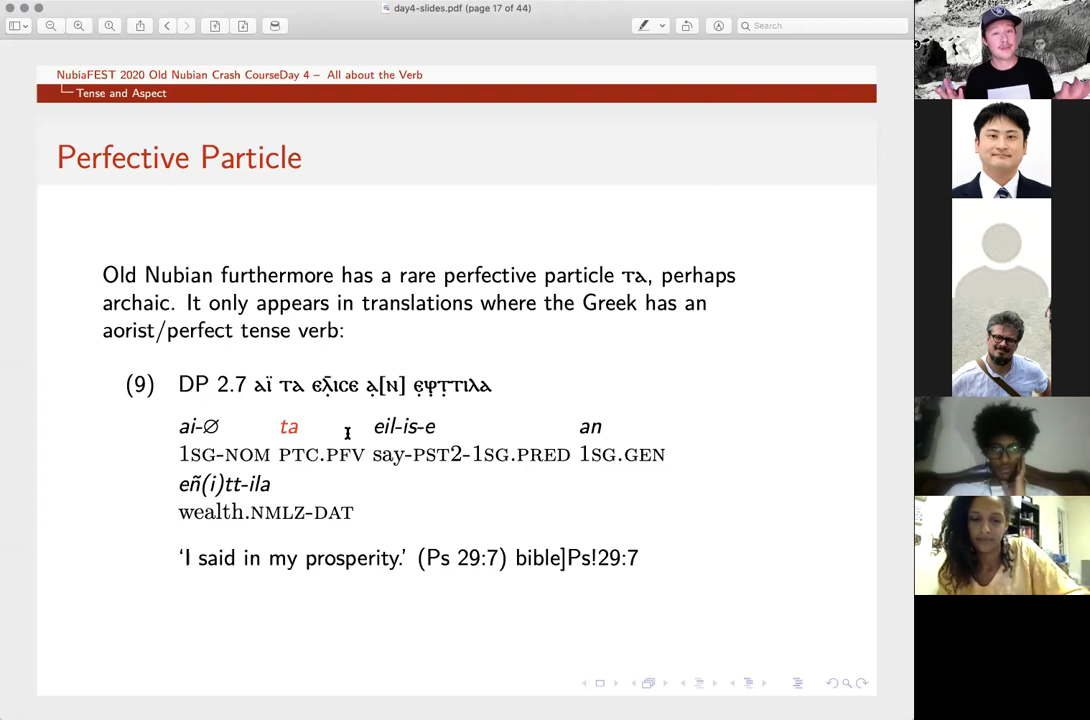 day4-slides.pdf (page 17 of 44)
Search
NubiaFEST 2020 Old Nubian Crash CourseDay 4 – All about the Verb
Tense and Aspect
Perfective Particle
Old Nubian furthermore has a rare perfective particle ⲧⲁ, perhaps
archaic. It only appears in translations where the Greek has an
aorist/perfect tense verb:
(9) DP 2.7 ⲁⲓ̈ ⲧⲁ ⲉⲗ̣̄ⲓⲥⲉ ⲁ̣[ⲛ] ⲉ̣ⳡ̣ⲧ̣ⲧⲓⲗⲁ
ai-∅ ta eil-is-e an
1SG-NOM PTC.PFV say-PST2-1SG.PRED 1SG.GEN
eñ(i)tt-ila
wealth.NMLZ-DAT
‘I said in my prosperity.’ (Ps 29:7) bible]Ps!29:7